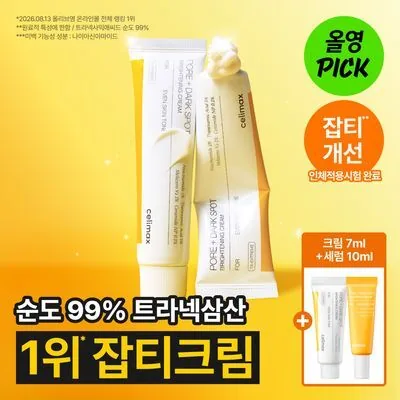 *2026.08.13 올리브영 온라인몰 전체 랭킹 1위
**원료적 특성에 한함 / 트라넥사믹애씨드 순도 99%
***미백 기능성 성분 : 나이아신아마이드
올영
PICK
잡티**
개선
인체적용시험 완료
PORE + DARK SPOT
BRIGHTENING CREAM
EVEN SKIN TONE
celimax
PORE + DARK SPOT
BRIGHTENING CREAM
FOR
celimax
크림 7ml
+세럼 10ml
+
순도 99% 트라넥삼산
1위* 잡티크림